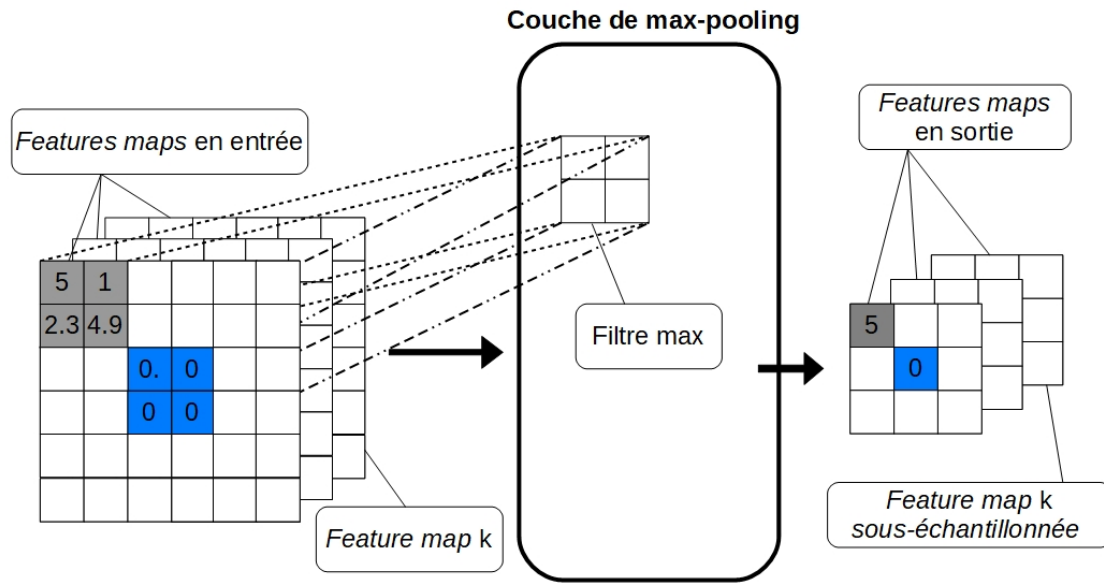 Couche de max-pooling
Features maps en entrée
Features maps
en sortie
5 1
2.3 4.9
0. 0
0 0
Filtre max
5
0
Feature map k
Feature map k
sous-échantillonnée